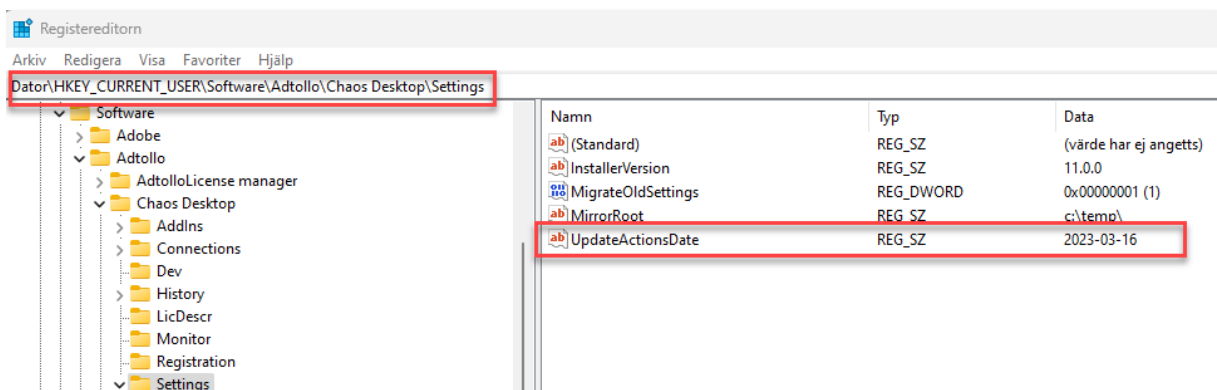 Registereditorn
Arkiv Redigera Visa Favoriter Hjälp
Dator\HKEY_CURRENT_USER\Software\Adtollo\Chaos Desktop\Settings
Software
Adobe
Adtollo
AdtolloLicense manager
Chaos Desktop
AddIns
Connections
Dev
History
LicDescr
Monitor
Registration
Settings
Namn Typ Data
(Standard) REG_SZ (värde har ej angetts)
InstallerVersion REG_SZ 11.0.0
MigrateOldSettings REG_DWORD 0x00000001 (1)
MirrorRoot REG_SZ c:\temp\
UpdateActionsDate REG_SZ 2023-03-16